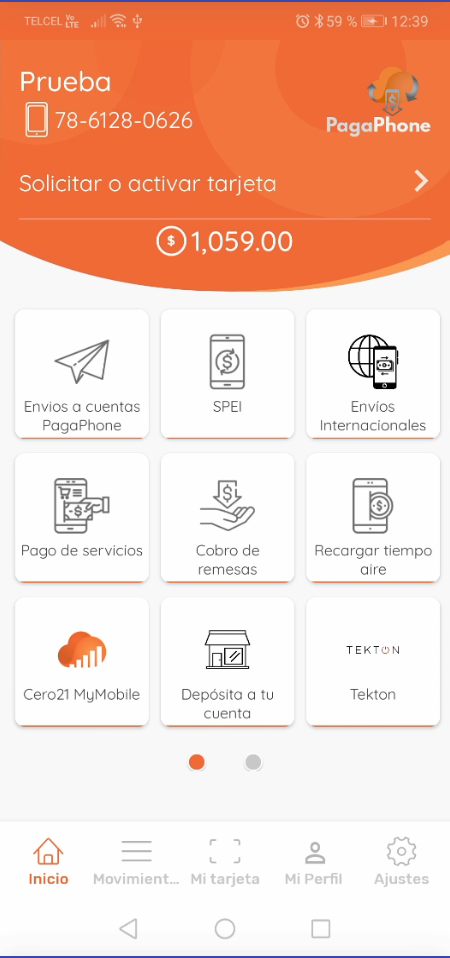 TELCEL Vo LTE 59 % 12:39
Prueba
78-6128-0626
PagaPhone
Solicitar o activar tarjeta
$ 1,059.00
Envios a cuentas
PagaPhone
SPEI
Envíos
Internacionales
Pago de servicios
Cobro de
remesas
Recargar tiempo
aire
Cero21 MyMobile
Depósita a tu
cuenta
TEKTON
Tekton
Inicio
Movimient...
Mi tarjeta
Mi Perfil
Ajustes